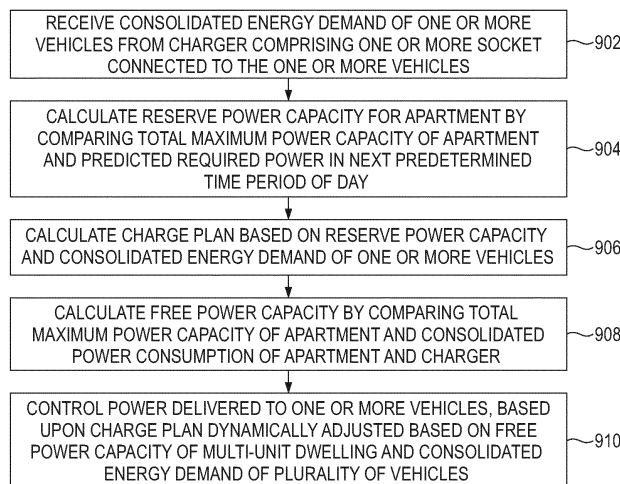 RECEIVE CONSOLIDATED ENERGY DEMAND OF ONE OR MORE
VEHICLES FROM CHARGER COMPRISING ONE OR MORE SOCKET
CONNECTED TO THE ONE OR MORE VEHICLES
902
CALCULATE RESERVE POWER CAPACITY FOR APARTMENT BY
COMPARING TOTAL MAXIMUM POWER CAPACITY OF APARTMENT
AND PREDICTED REQUIRED POWER IN NEXT PREDETERMINED
TIME PERIOD OF DAY
904
CALCULATE CHARGE PLAN BASED ON RESERVE POWER CAPACITY
AND CONSOLIDATED ENERGY DEMAND OF ONE OR MORE VEHICLES
906
CALCULATE FREE POWER CAPACITY BY COMPARING TOTAL
MAXIMUM POWER CAPACITY OF APARTMENT AND CONSOLIDATED
POWER CONSUMPTION OF APARTMENT AND CHARGER
908
CONTROL POWER DELIVERED TO ONE OR MORE VEHICLES, BASED
UPON CHARGE PLAN DYNAMICALLY ADJUSTED BASED ON FREE
POWER CAPACITY OF MULTI-UNIT DWELLING AND CONSOLIDATED
ENERGY DEMAND OF PLURALITY OF VEHICLES
910